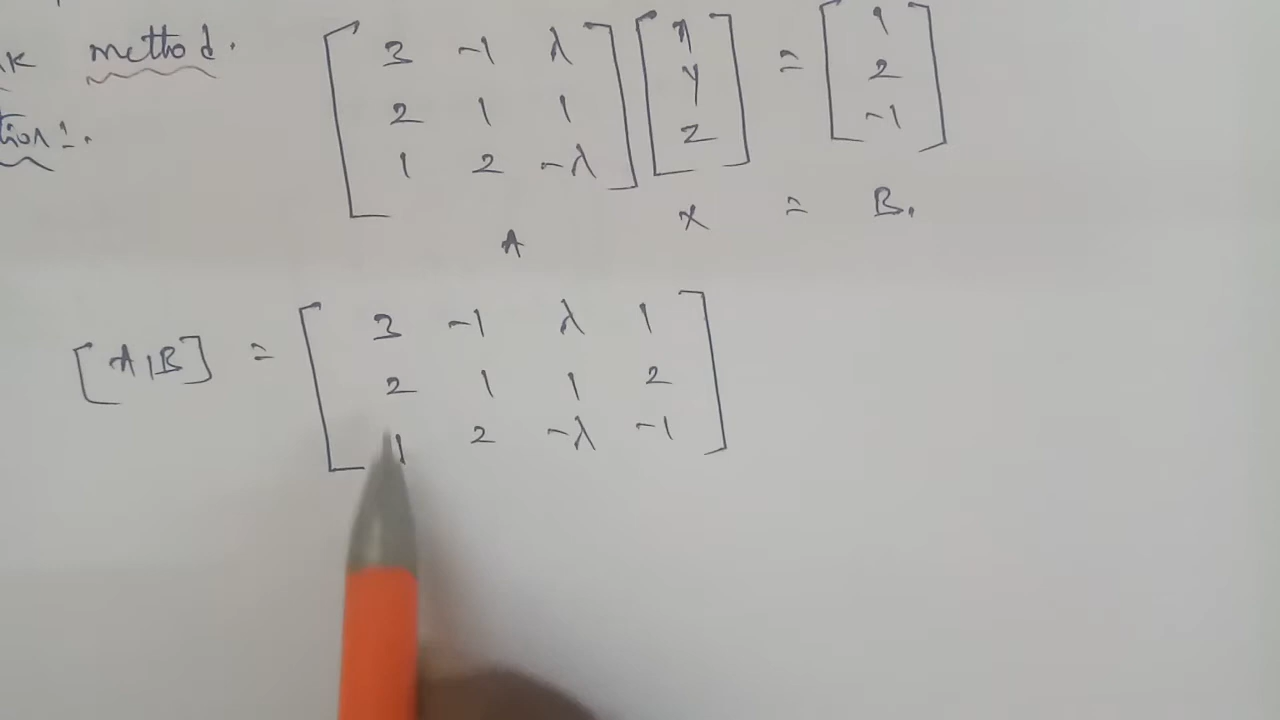 method.
3 -1 λ x 1
2 1 1 y = 2
1 2 -λ z -1
A X = B.
[A|B] = 3 -1 λ 1
2 1 1 2
1 2 -λ -1